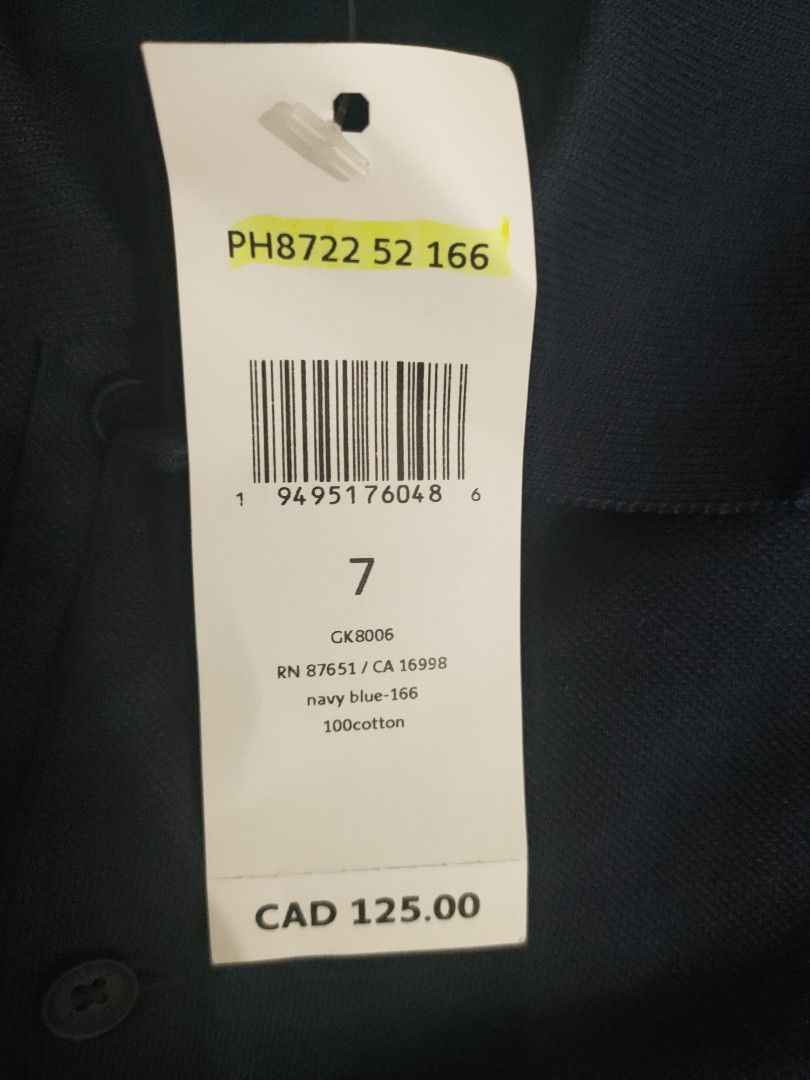 PH8722 52 166
1 9495176048 6
7
GK8006
RN 87651 / CA 16998
navy blue-166
100cotton
CAD 125.00